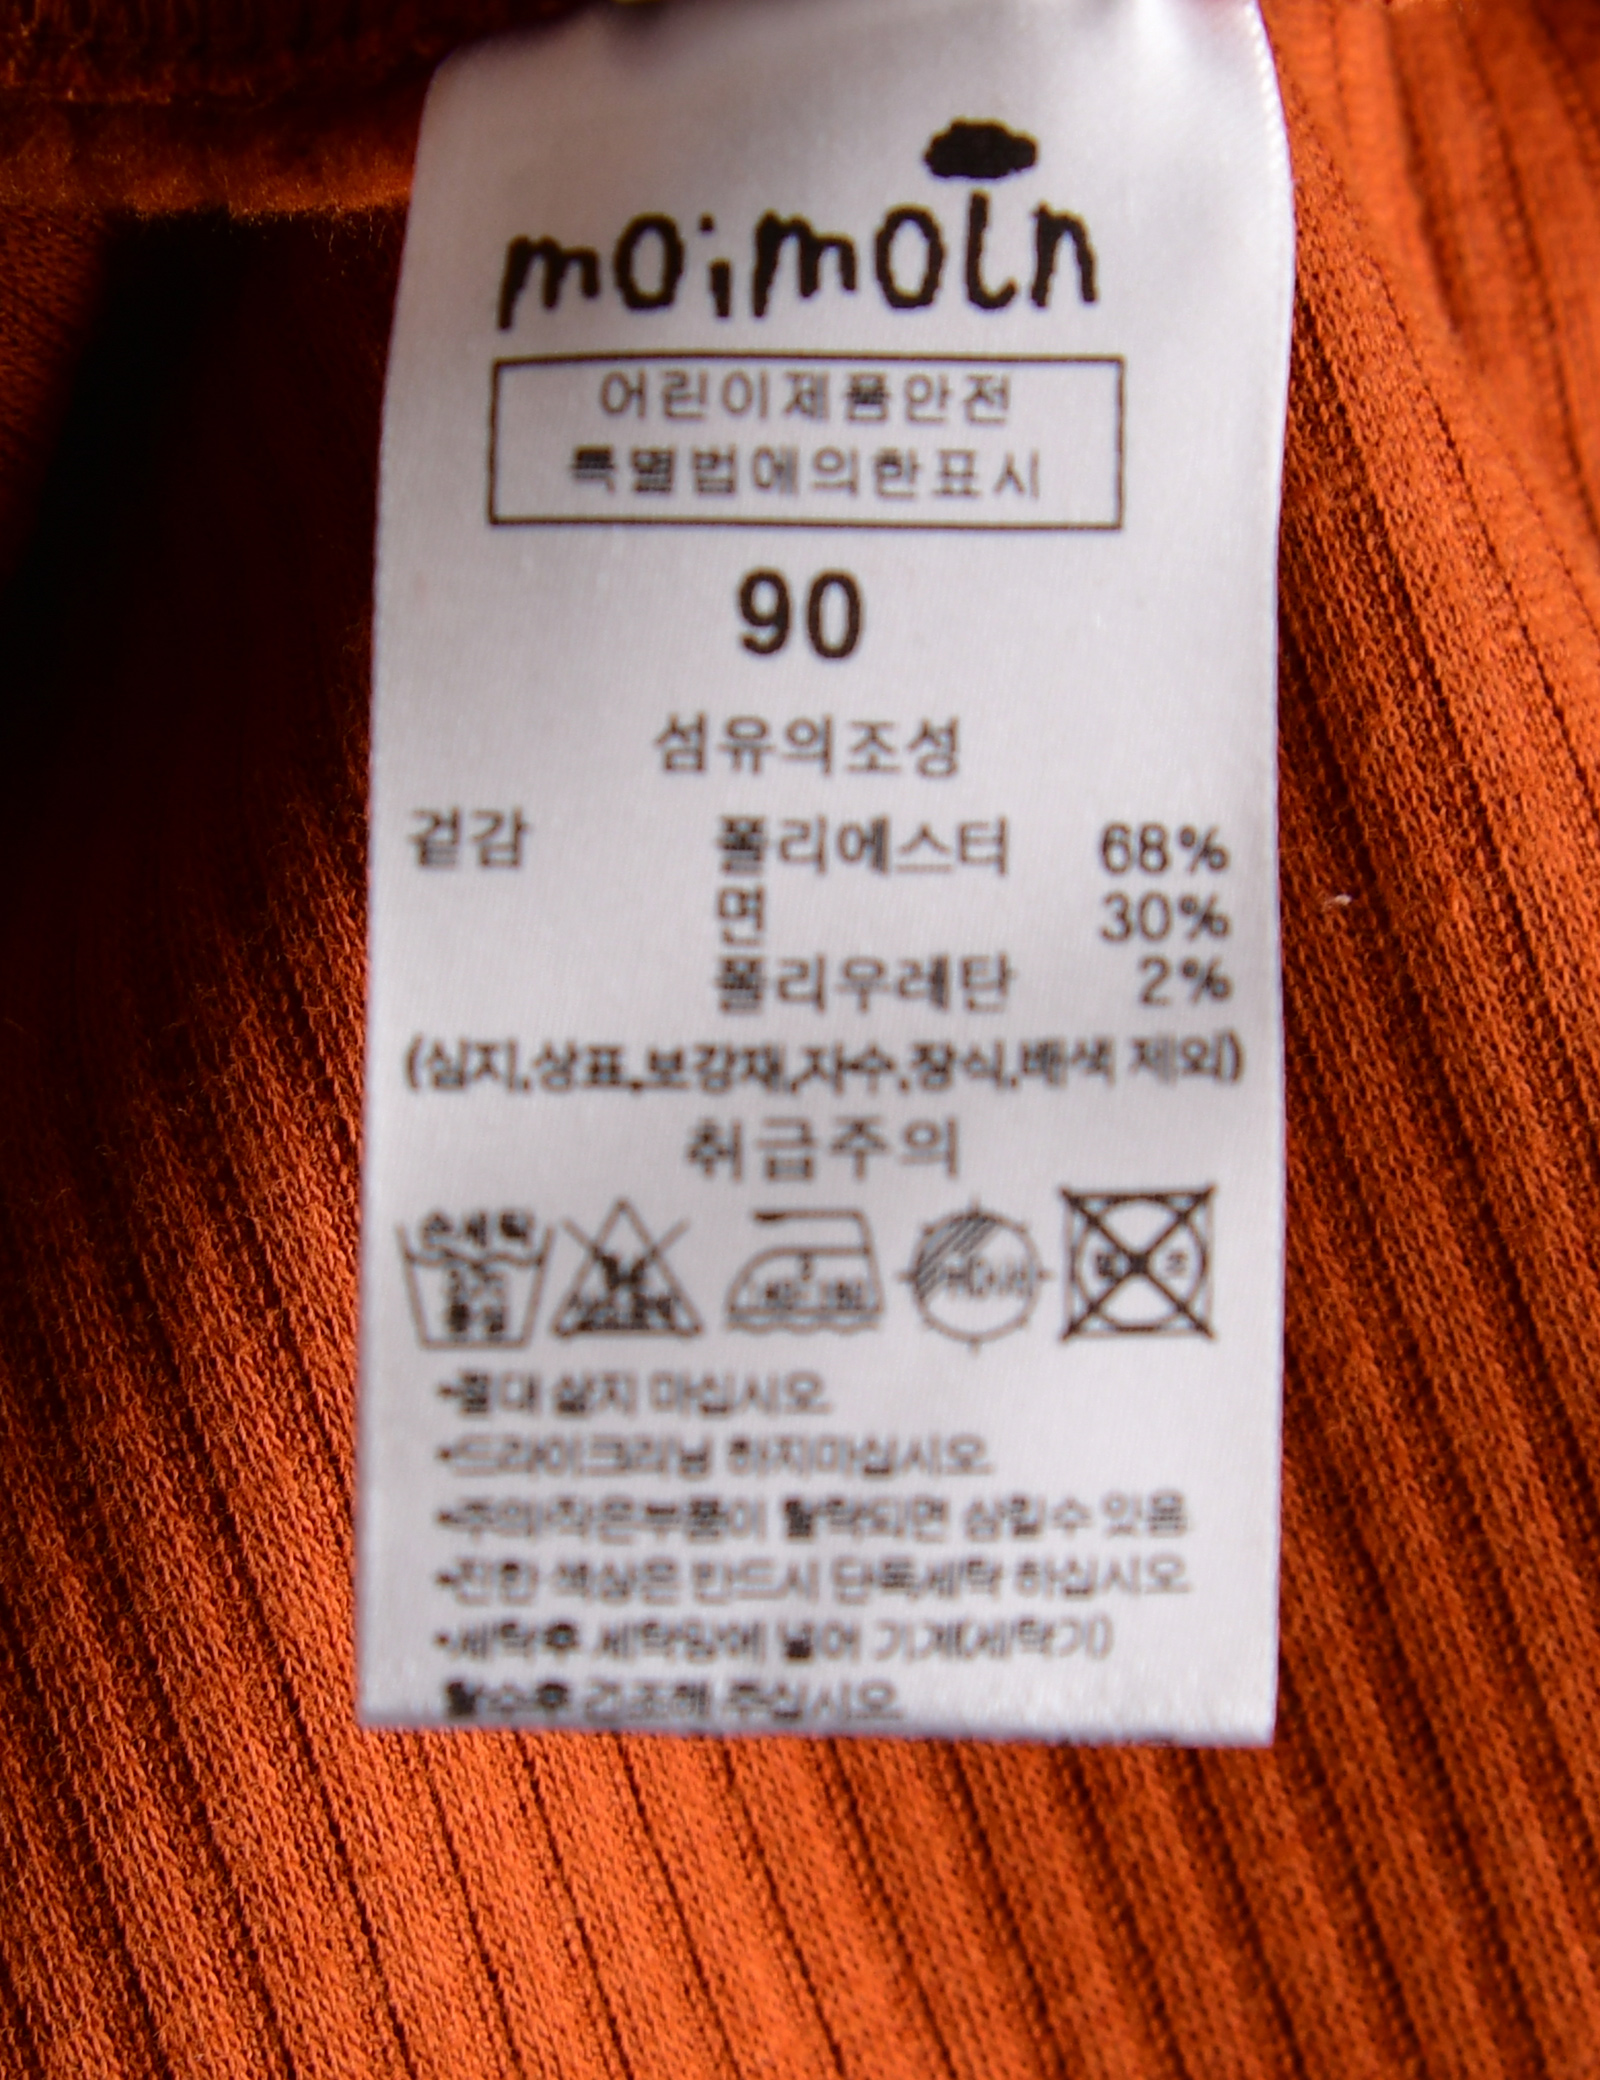 moimoln
어린이제품안전
특별법에의한표시
90
섬유의조성
겉감 폴리에스터 68%
면 30%
폴리우레탄 2%
(심지,상표,보강재,자수,장식,배색 제외)
취급주의
손세탁
중성
•절대 삶지 마십시오.
•드라이크리닝 하지마십시오.
•주의!작은부품이 탈락되면 삼킬수 있음
•진한 색상은 반드시 단독세탁 하십시오.
•세탁후 세탁망에 넣어 기계(세탁기)
탈수후 건조해 주십시오.